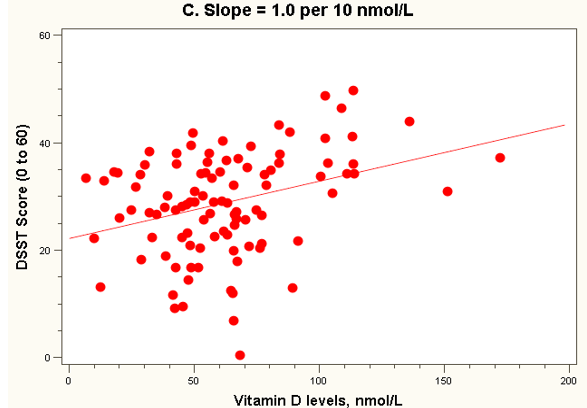 C. Slope = 1.0 per 10 nmol/L
60
40
20
0
DSST Score (0 to 60)
0 50 100 150 200
Vitamin D levels, nmol/L